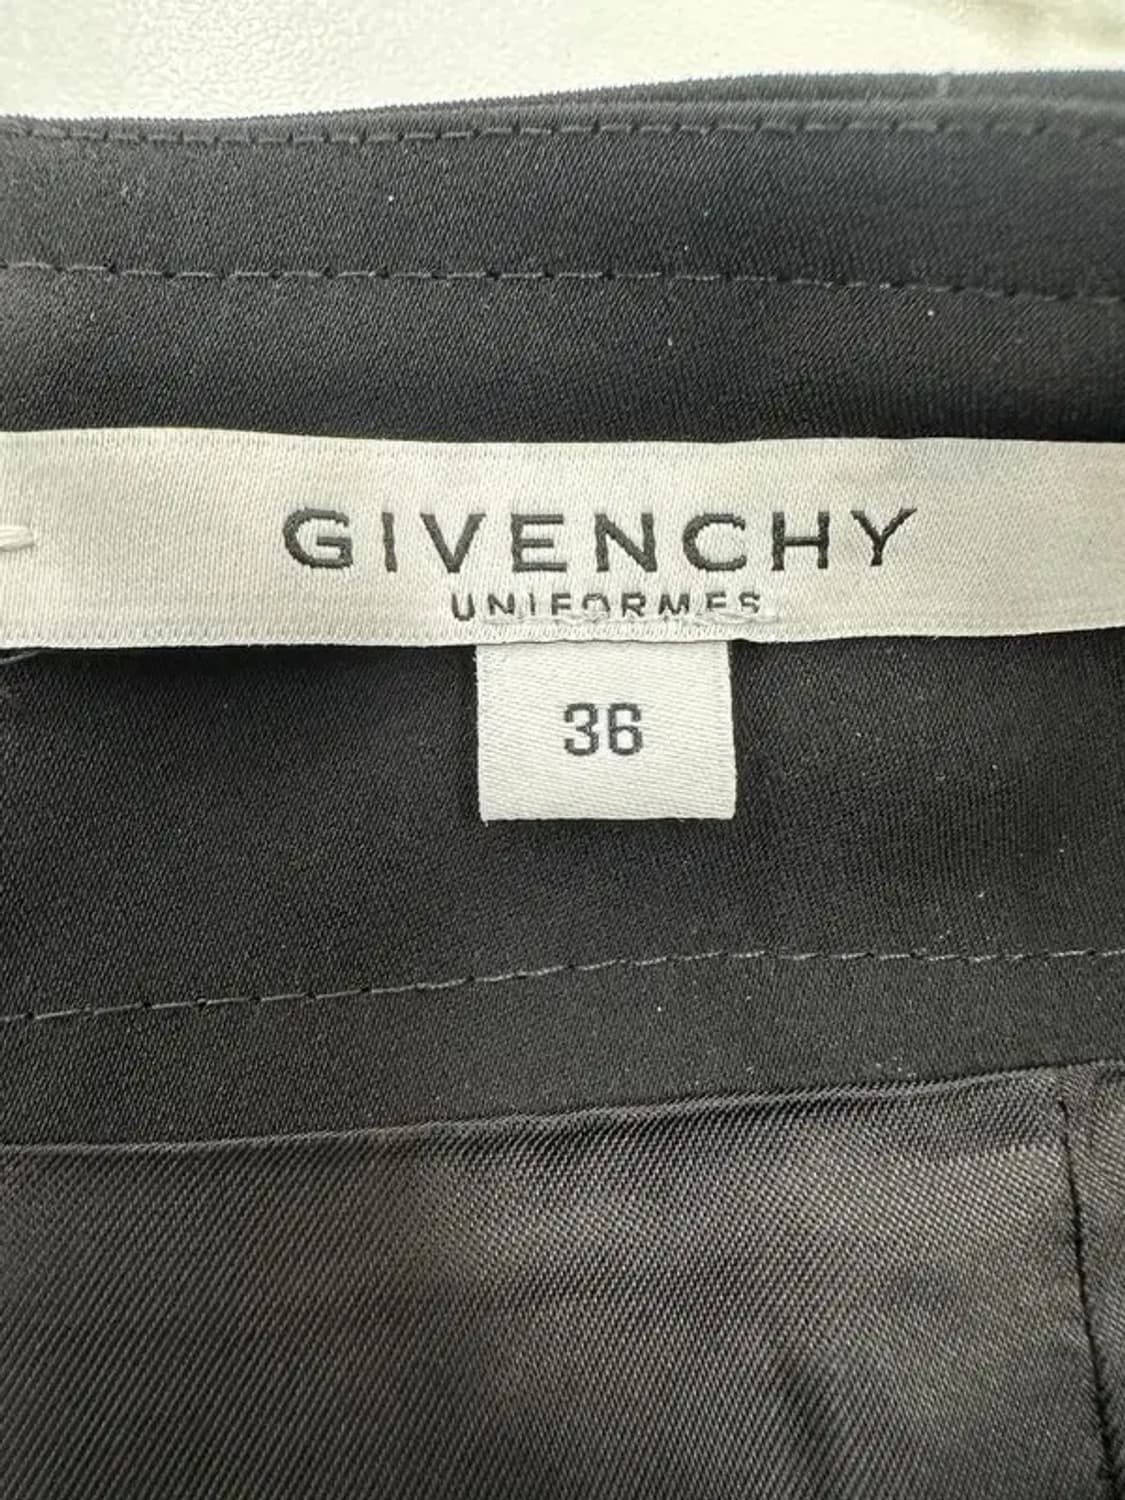 GIVENCHY
UNIFORMES
36